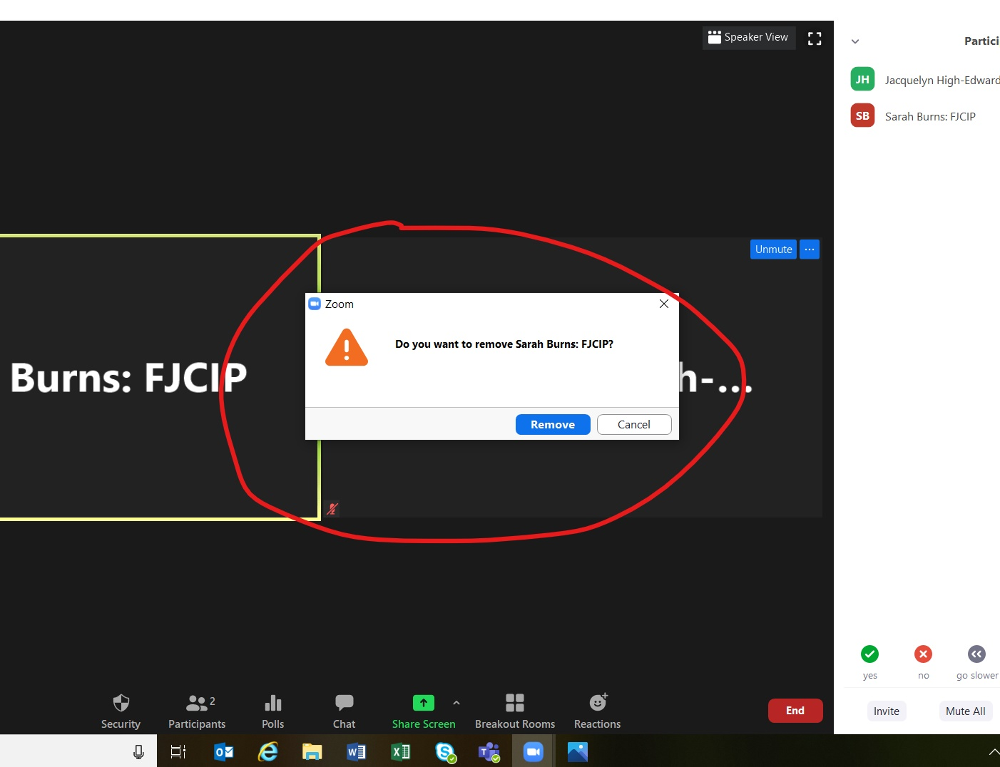 Speaker View
Partici
JH Jacquelyn High-Edward
SB Sarah Burns: FJCIP
Unmute ...
Zoom
Do you want to remove Sarah Burns: FJCIP?
Burns: FJCIP
h-...
Remove Cancel
yes no go slower
2
Security Participants Polls Chat Share Screen Breakout Rooms Reactions
End
Invite Mute All